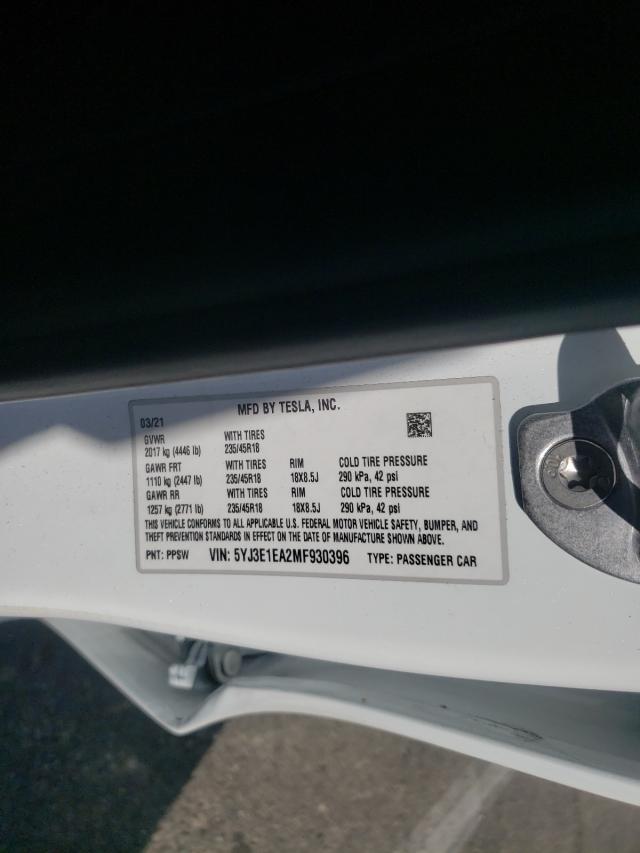 MFD BY TESLA, INC.
03/21
GVWR WITH TIRES
2017 kg (4446 lb) 235/45R18
GAWR FRT WITH TIRES RIM COLD TIRE PRESSURE
1110 kg (2447 lb) 235/45R18 18X8.5J 290 kPa, 42 psi
GAWR RR WITH TIRES RIM COLD TIRE PRESSURE
1257 kg (2771 lb) 235/45R18 18X8.5J 290 kPa, 42 psi
THIS VEHICLE CONFORMS TO ALL APPLICABLE U.S. FEDERAL MOTOR VEHICLE SAFETY, BUMPER, AND
THEFT PREVENTION STANDARDS IN EFFECT ON THE DATE OF MANUFACTURE SHOWN ABOVE.
PNT: PPSW VIN: 5YJ3E1EA2MF930396 TYPE: PASSENGER CAR